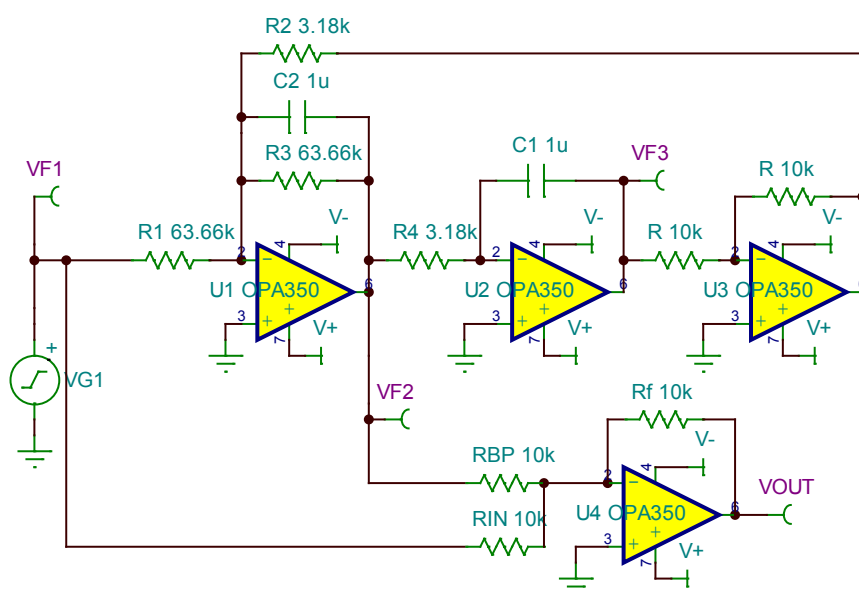 R2 3.18k
C2 1u
R3 63.66k
C1 1u
VF3
R 10k
VF1
R1 63.66k
V-
R4 3.18k
V-
R 10k
V-
2
4
2
4
2
4
U1 OPA350
6
U2 OPA350
6
U3 OPA350
3
7
V+
3
7
V+
3
7
V+
+
VG1
VF2
Rf 10k
V-
RBP 10k
2
4
VOUT
RIN 10k
U4 OPA350
6
3
7
V+